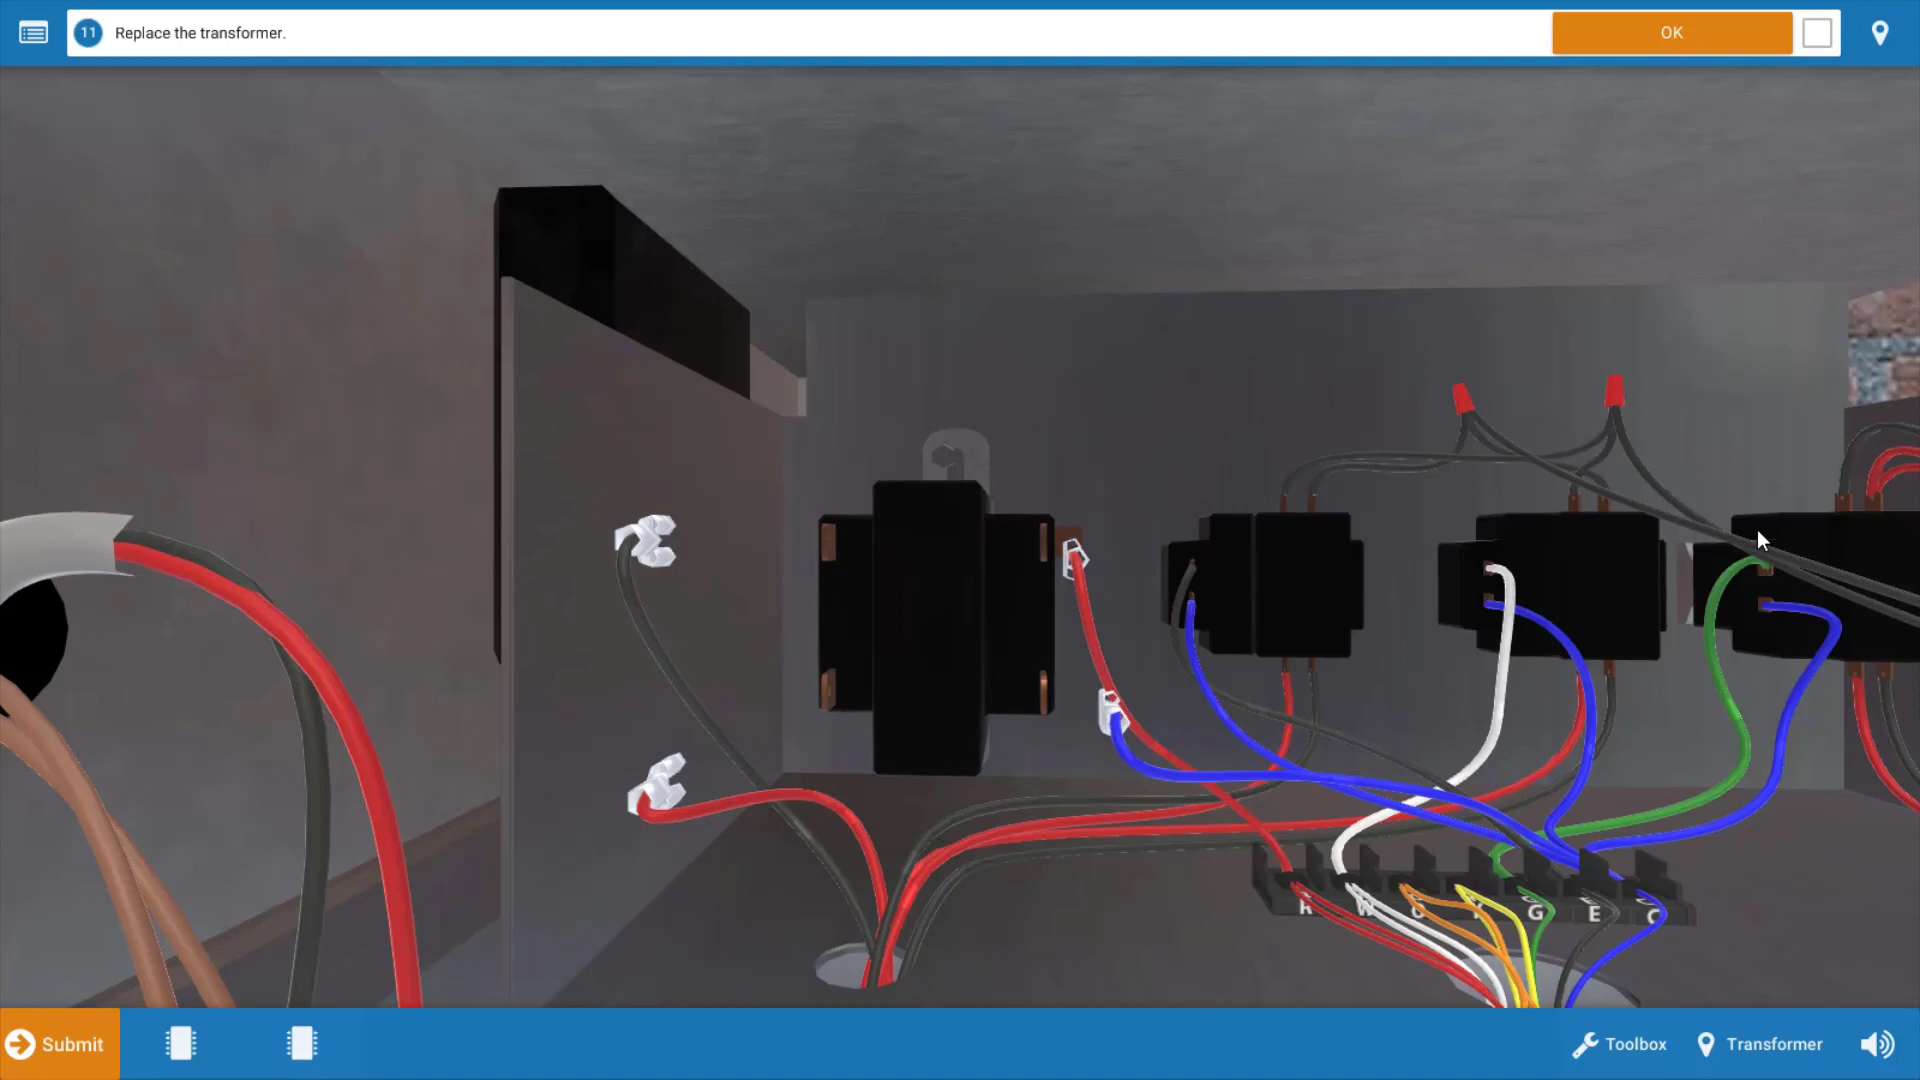 11 Replace the transformer.
OK
R W O Y G E C
Submit
Toolbox
Transformer